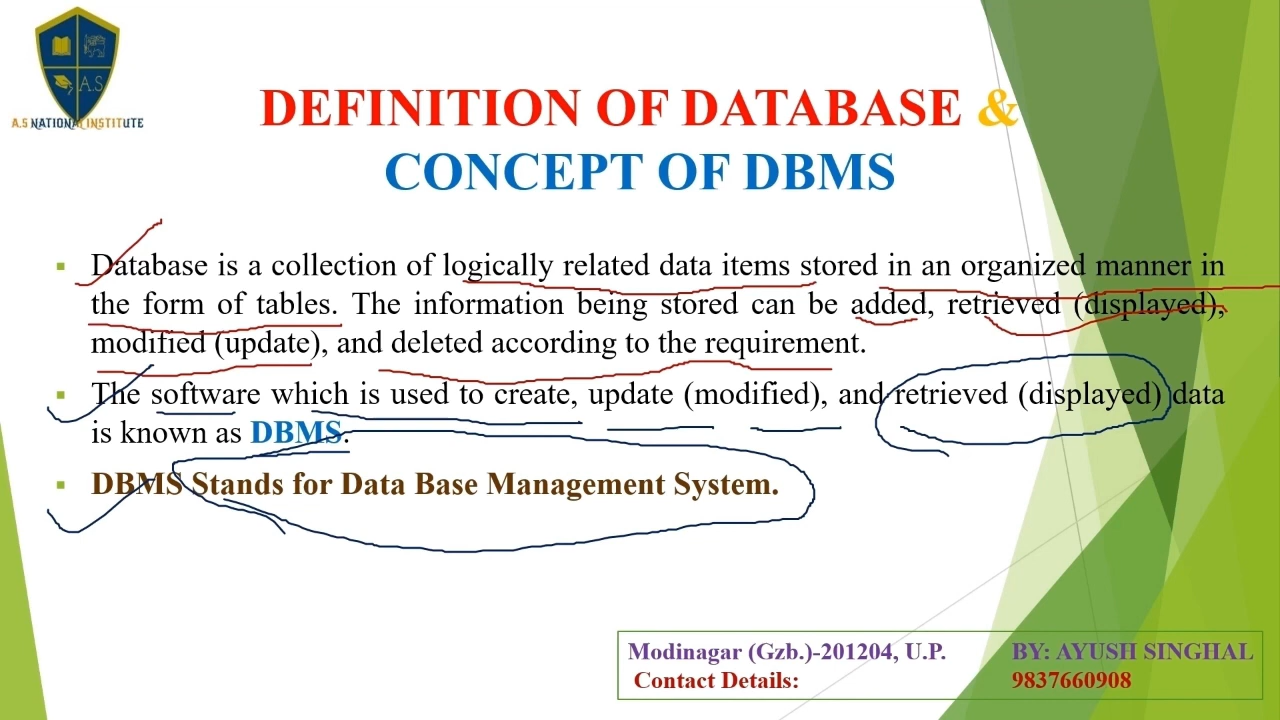 A.S
A.S NATIONAL INSTITUTE
DEFINITION OF DATABASE &
CONCEPT OF DBMS
▪ Database is a collection of logically related data items stored in an organized manner in
the form of tables. The information being stored can be added, retrieved (displayed),
modified (update), and deleted according to the requirement.
▪ The software which is used to create, update (modified), and retrieved (displayed) data
is known as DBMS.
▪ DBMS Stands for Data Base Management System.
Modinagar (Gzb.)-201204, U.P. BY: AYUSH SINGHAL
Contact Details: 9837660908